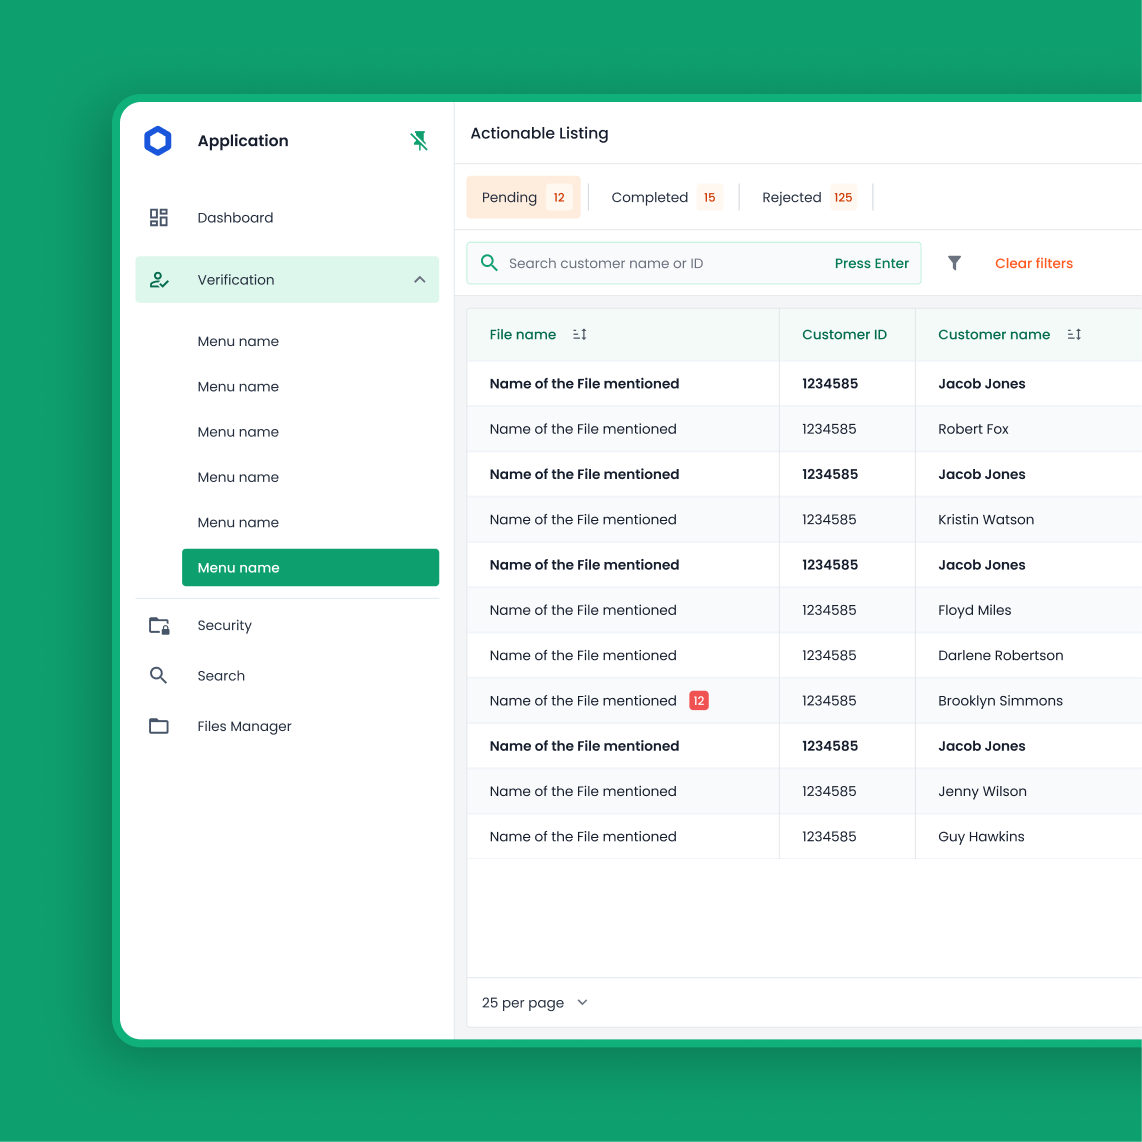 Application
Dashboard
Verification
Menu name
Menu name
Menu name
Menu name
Menu name
Menu name
Security
Search
Files Manager
Actionable Listing
Pending 12 Completed 15 Rejected 125
Search customer name or ID Press Enter Clear filters
File name Customer ID Customer name
Name of the File mentioned 1234585 Jacob Jones
Name of the File mentioned 1234585 Robert Fox
Name of the File mentioned 1234585 Jacob Jones
Name of the File mentioned 1234585 Kristin Watson
Name of the File mentioned 1234585 Jacob Jones
Name of the File mentioned 1234585 Floyd Miles
Name of the File mentioned 1234585 Darlene Robertson
Name of the File mentioned 12 1234585 Brooklyn Simmons
Name of the File mentioned 1234585 Jacob Jones
Name of the File mentioned 1234585 Jenny Wilson
Name of the File mentioned 1234585 Guy Hawkins
25 per page